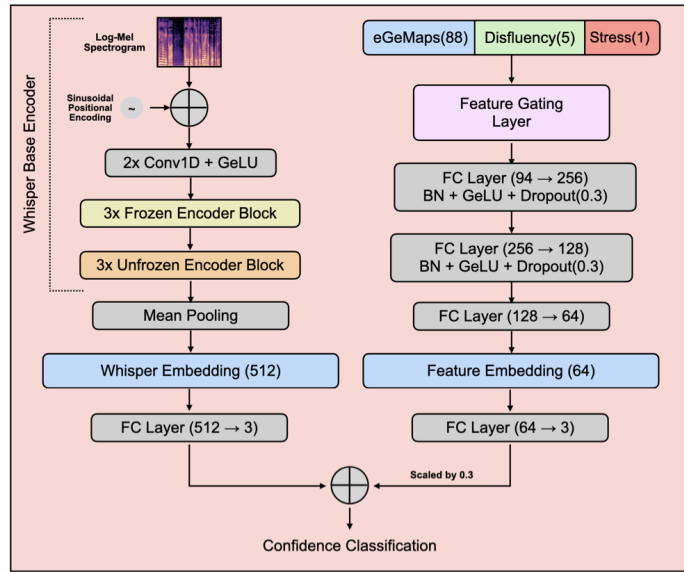 Log-Mel
Spectrogram
Sinusoidal
Positional
Encoding
~
Whisper Base Encoder
2x Conv1D + GeLU
3x Frozen Encoder Block
3x Unfrozen Encoder Block
Mean Pooling
Whisper Embedding (512)
FC Layer (512 → 3)
eGeMaps(88)
Disfluency(5)
Stress(1)
Feature Gating
Layer
FC Layer (94 → 256)
BN + GeLU + Dropout(0.3)
FC Layer (256 → 128)
BN + GeLU + Dropout(0.3)
FC Layer (128 → 64)
Feature Embedding (64)
FC Layer (64 → 3)
Scaled by 0.3
Confidence Classification